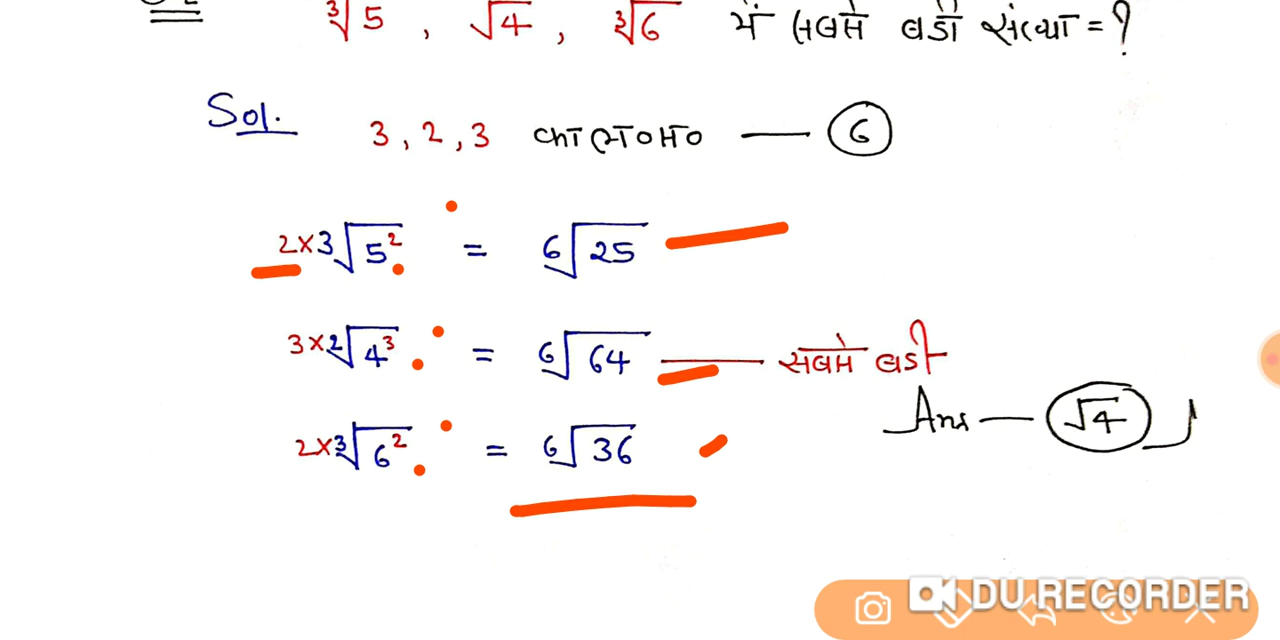 ∛5 , √4 , ∛6 में सबसे बडी संख्या = ?
Sol. 3 , 2 , 3 का ल०स० — 6
2×3√5² = 6√25
3×2√4³ = 6√64 — सबसे बडी
Ans — √4
2×3√6² = 6√36
DU RECORDER